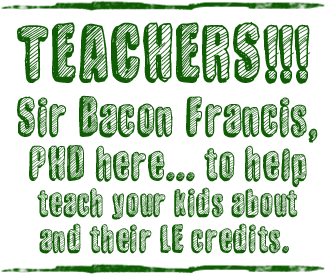 TEACHERS!!!
Sir Bacon Francis,
PHD here... to help
teach your kids about
and their LE credits.